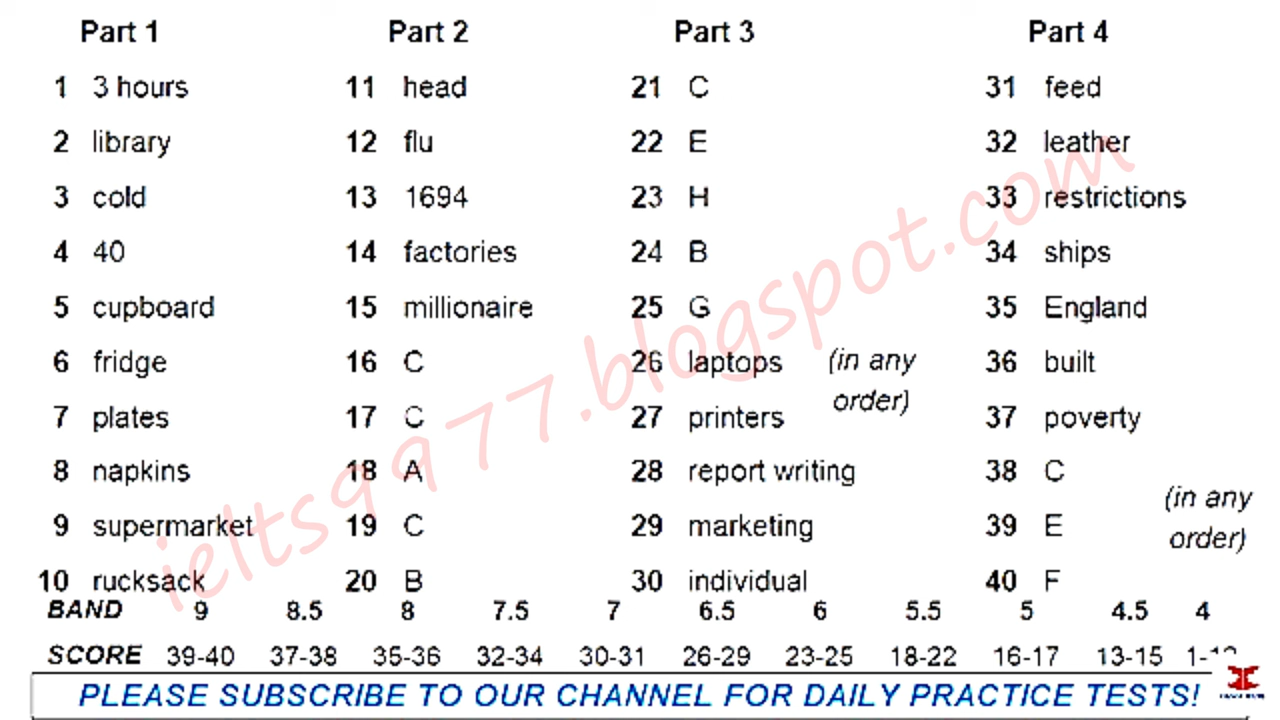 Part 1 Part 2 Part 3 Part 4
1 3 hours 11 head 21 C 31 feed
2 library 12 flu 22 E 32 leather
3 cold 13 1694 23 H 33 restrictions
4 40 14 factories 24 B 34 ships
5 cupboard 15 millionaire 25 G 35 England
6 fridge 16 C 26 laptops (in any 36 built
7 plates 17 C 27 printers order) 37 poverty
8 napkins 18 A 28 report writing 38 C (in any
9 supermarket 19 C 29 marketing 39 E order)
10 rucksack 20 B 30 individual 40 F
BAND 9 8.5 8 7.5 7 6.5 6 5.5 5 4.5 4
SCORE 39-40 37-38 35-36 32-34 30-31 26-29 23-25 18-22 16-17 13-15
PLEASE SUBSCRIBE TO OUR CHANNEL FOR DAILY PRACTICE TESTS!
ielts9977.blogspot.com